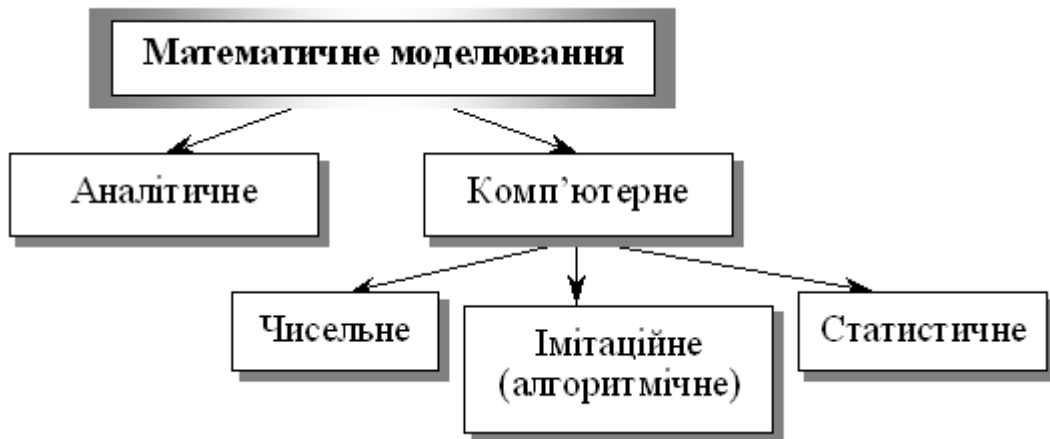 Математичне моделювання
Аналітичне
Комп’ютерне
Чисельне
Імітаційне
(алгоритмічне)
Статистичне